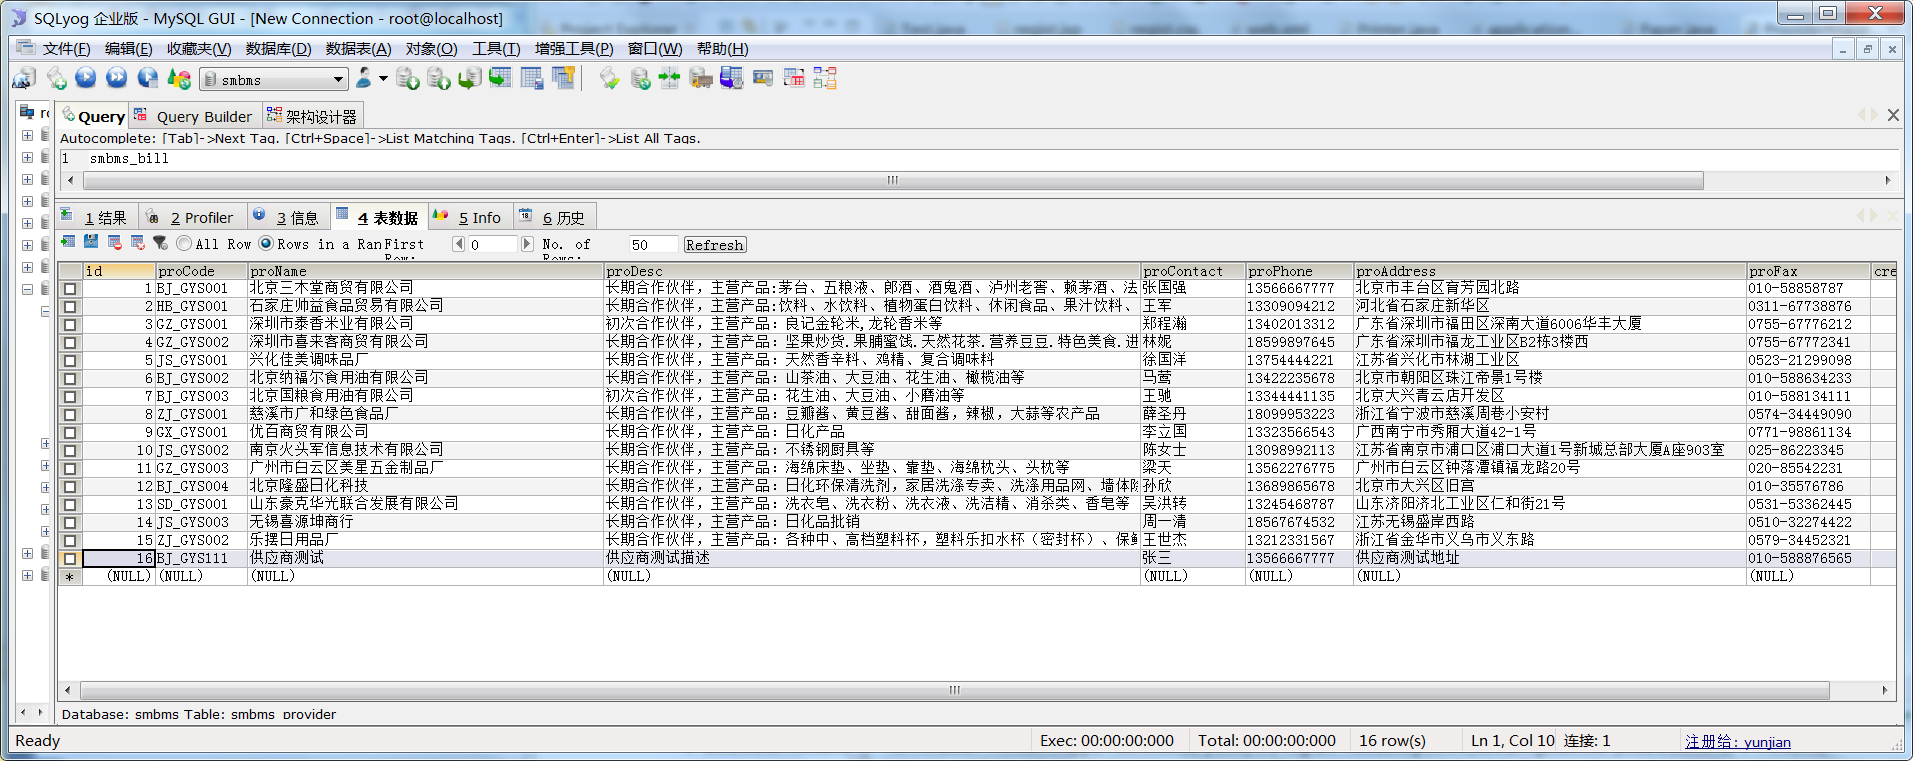 SQLyog 企业版 - MySQL GUI - [New Connection - root@localhost]
文件(F) 编辑(E) 收藏夹(V) 数据库(D) 数据表(A) 对象(O) 工具(T) 增强工具(P) 窗口(W) 帮助(H)
smbms
Query Query Builder 架构设计器
Autocomplete: [Tab]->Next Tag. [Ctrl+Space]->List Matching Tags. [Ctrl+Enter]->List All Tags.
1 smbms_bill
1 结果 2 Profiler 3 信息 4 表数据 5 Info 6 历史
All Row Rows in a Ran First Row: 0 No. of Rows: 50 Refresh
id proCode proName proDesc proContact proPhone proAddress proFax cre
1 BJ_GYS001 北京三木堂商贸有限公司 长期合作伙伴，主营产品:茅台、五粮液、郎酒、酒鬼酒、泸州老窖、赖茅酒、法 张国强 13566667777 北京市丰台区育芳园北路 010-58858787
2 HB_GYS001 石家庄帅益食品贸易有限公司 长期合作伙伴，主营产品:饮料、水饮料、植物蛋白饮料、休闲食品、果汁饮料、 王军 13309094212 河北省石家庄新华区 0311-67738876
3 GZ_GYS001 深圳市泰香米业有限公司 初次合作伙伴，主营产品：良记金轮米,龙轮香米等 郑程瀚 13402013312 广东省深圳市福田区深南大道6006华丰大厦 0755-67776212
4 GZ_GYS002 深圳市喜来客商贸有限公司 长期合作伙伴，主营产品：坚果炒货.果脯蜜饯.天然花茶.营养豆豆.特色美食.进 林妮 18599897645 广东省深圳市福龙工业区B2栋3楼西 0755-67772341
5 JS_GYS001 兴化佳美调味品厂 长期合作伙伴，主营产品：天然香辛料、鸡精、复合调味料 徐国洋 13754444221 江苏省兴化市林湖工业区 0523-21299098
6 BJ_GYS002 北京纳福尔食用油有限公司 长期合作伙伴，主营产品：山茶油、大豆油、花生油、橄榄油等 马莺 13422235678 北京市朝阳区珠江帝景1号楼 010-588634233
7 BJ_GYS003 北京国粮食用油有限公司 初次合作伙伴，主营产品：花生油、大豆油、小磨油等 王驰 13344441135 北京大兴青云店开发区 010-588134111
8 ZJ_GYS001 慈溪市广和绿色食品厂 长期合作伙伴，主营产品：豆瓣酱、黄豆酱、甜面酱，辣椒，大蒜等农产品 薛圣丹 18099953223 浙江省宁波市慈溪周巷小安村 0574-34449090
9 GX_GYS001 优百商贸有限公司 长期合作伙伴，主营产品：日化产品 李立国 13323566543 广西南宁市秀厢大道42-1号 0771-98861134
10 JS_GYS002 南京火头军信息技术有限公司 长期合作伙伴，主营产品：不锈钢厨具等 陈女士 13098992113 江苏省南京市浦口区浦口大道1号新城总部大厦A座903室 025-86223345
11 GZ_GYS003 广州市白云区美星五金制品厂 长期合作伙伴，主营产品：海绵床垫、坐垫、靠垫、海绵枕头、头枕等 梁天 13562276775 广州市白云区钟落潭镇福龙路20号 020-85542231
12 BJ_GYS004 北京隆盛日化科技 长期合作伙伴，主营产品：日化环保清洗剂，家居洗涤专卖、洗涤用品网、墙体 孙欣 13689865678 北京市大兴区旧宫 010-35576786
13 SD_GYS001 山东豪克华光联合发展有限公司 长期合作伙伴，主营产品：洗衣皂、洗衣粉、洗衣液、洗洁精、消杀类、香皂等 吴洪转 13245468787 山东济阳济北工业区仁和街21号 0531-53362445
14 JS_GYS003 无锡喜源坤商行 长期合作伙伴，主营产品：日化品批销 周一清 18567674532 江苏无锡盛岸西路 0510-32274422
15 ZJ_GYS002 乐摆日用品厂 长期合作伙伴，主营产品：各种中、高档塑料杯，塑料乐扣水杯（密封杯）、保 王世杰 13212331567 浙江省金华市义乌市义东路 0579-34452321
16 BJ_GYS111 供应商测试 供应商测试描述 张三 13566667777 供应商测试地址 010-588876565
* (NULL) (NULL) (NULL) (NULL) (NULL) (NULL) (NULL) (NULL)
Database: smbms Table: smbms_provider
Ready Exec: 00:00:00:000 Total: 00:00:00:000 16 row(s) Ln 1, Col 10 连接: 1 注册给: yunjian